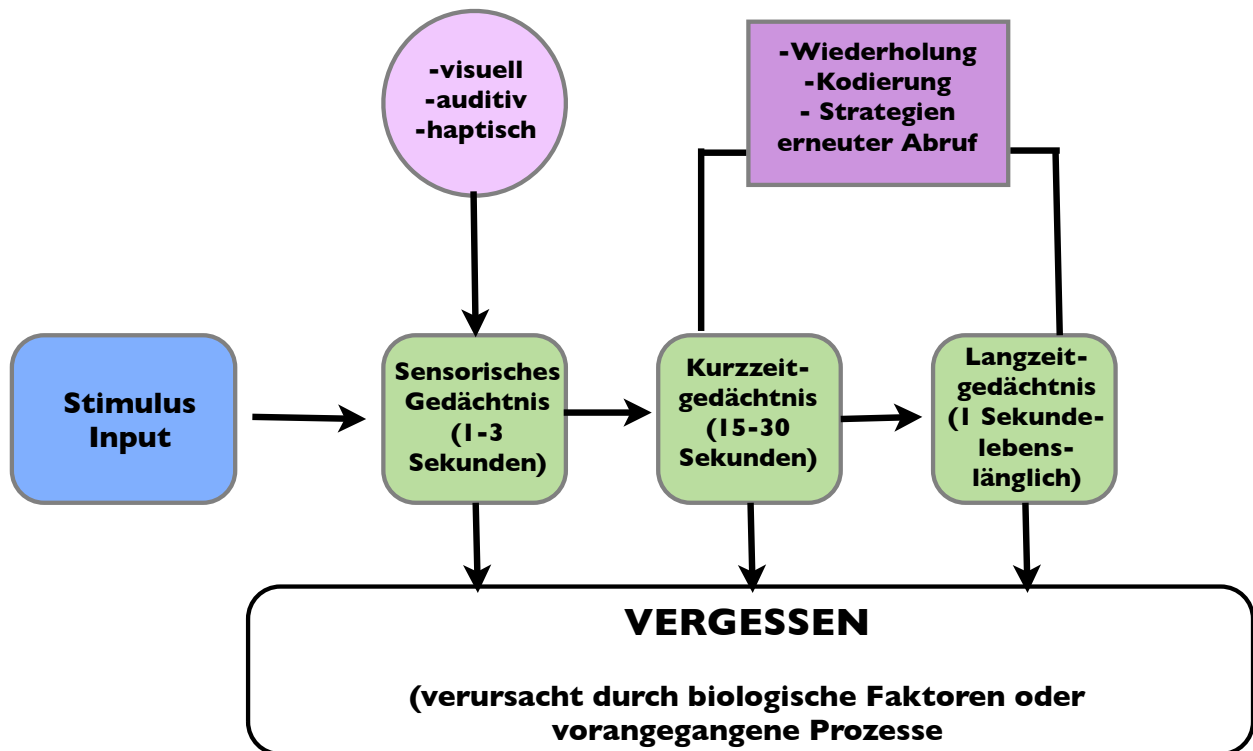 -visuell
-auditiv
-haptisch
-Wiederholung
-Kodierung
- Strategien
erneuter Abruf
Stimulus
Input
Sensorisches
Gedächtnis
(1-3
Sekunden)
Kurzzeit-
gedächtnis
(15-30
Sekunden)
Langzeit-
gedächtnis
(1 Sekunde-
lebens-
länglich)
VERGESSEN
(verursacht durch biologische Faktoren oder
vorangegangene Prozesse